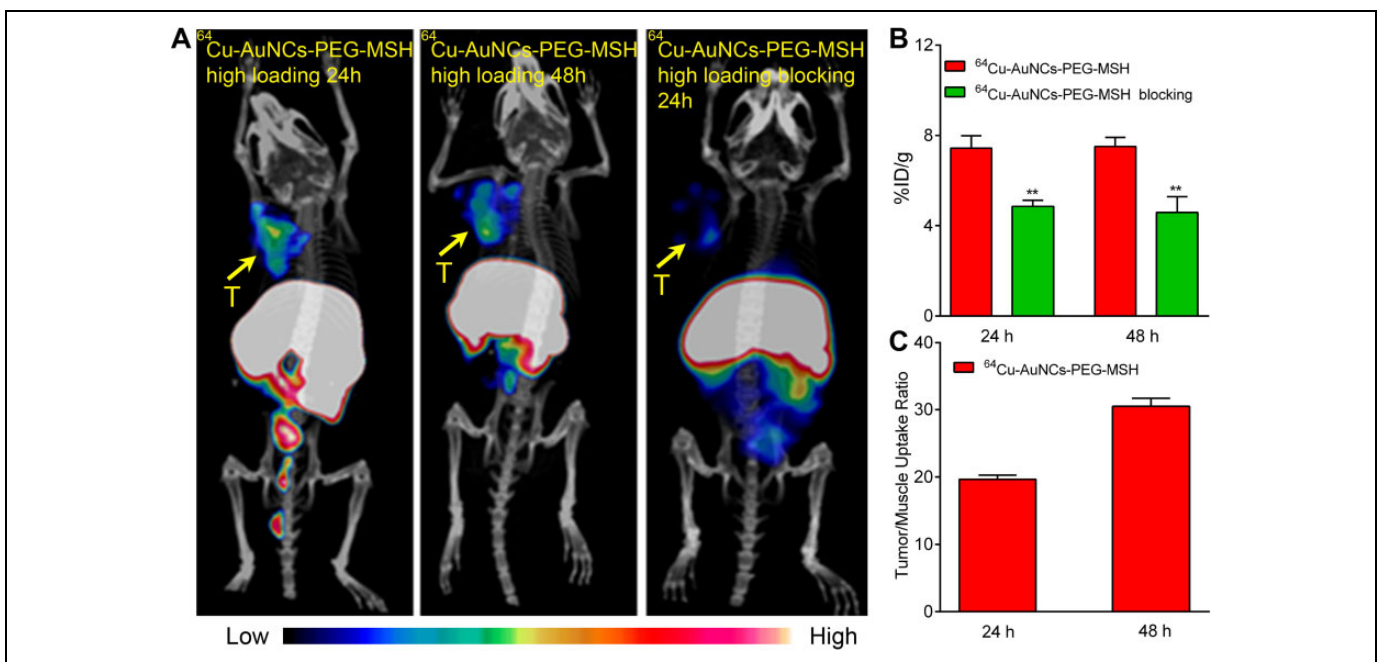 A
64
Cu-AuNCs-PEG-MSH
high loading 24h
T
64
Cu-AuNCs-PEG-MSH
high loading 48h
T
64
Cu-AuNCs-PEG-MSH
high loading blocking
24h
T
Low
High
B
12
8
4
0
%ID/g
64Cu-AuNCs-PEG-MSH
64Cu-AuNCs-PEG-MSH blocking
**
**
24 h
48 h
C
40
30
20
10
0
Tumor/Muscle Uptake Ratio
64Cu-AuNCs-PEG-MSH
24 h
48 h